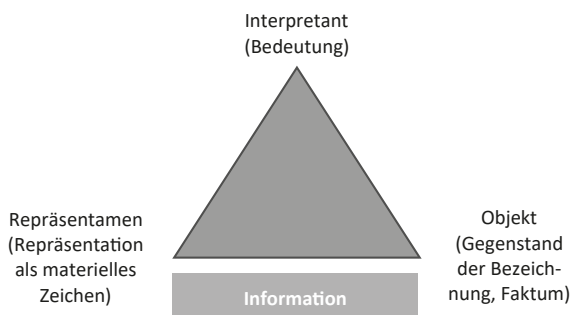 Interpretant
(Bedeutung)
Repräsentamen
(Repräsentation
als materielles
Zeichen)
Objekt
(Gegenstand
der Bezeich-
nung, Faktum)
Information